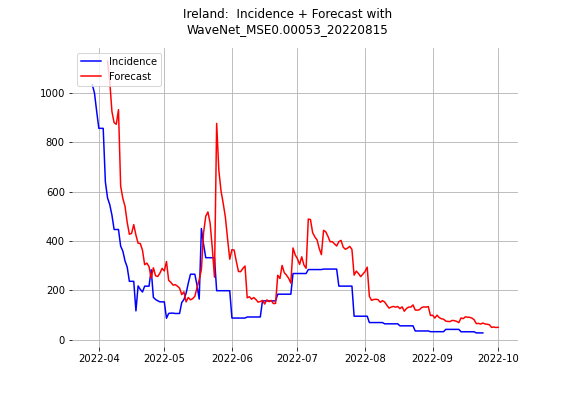 Ireland:  Incidence + Forecast with
WaveNet_MSE0.00053_20220815
Incidence
Forecast
1000
800
600
400
200
0
2022-04 2022-05 2022-06 2022-07 2022-08 2022-09 2022-10